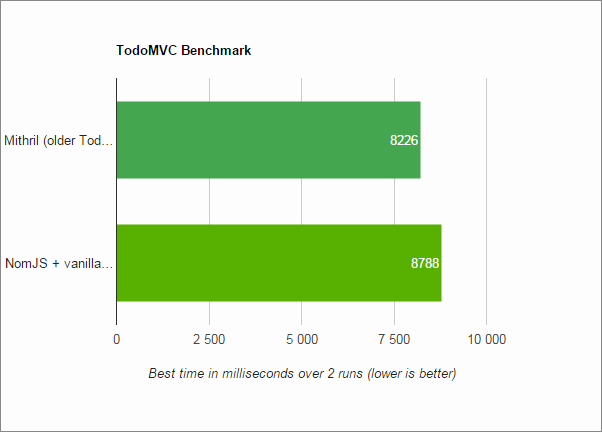 TodoMVC Benchmark
Mithril (older Tod...
8226
NomJS + vanilla...
8788
0 2 500 5 000 7 500 10 000
Best time in milliseconds over 2 runs (lower is better)